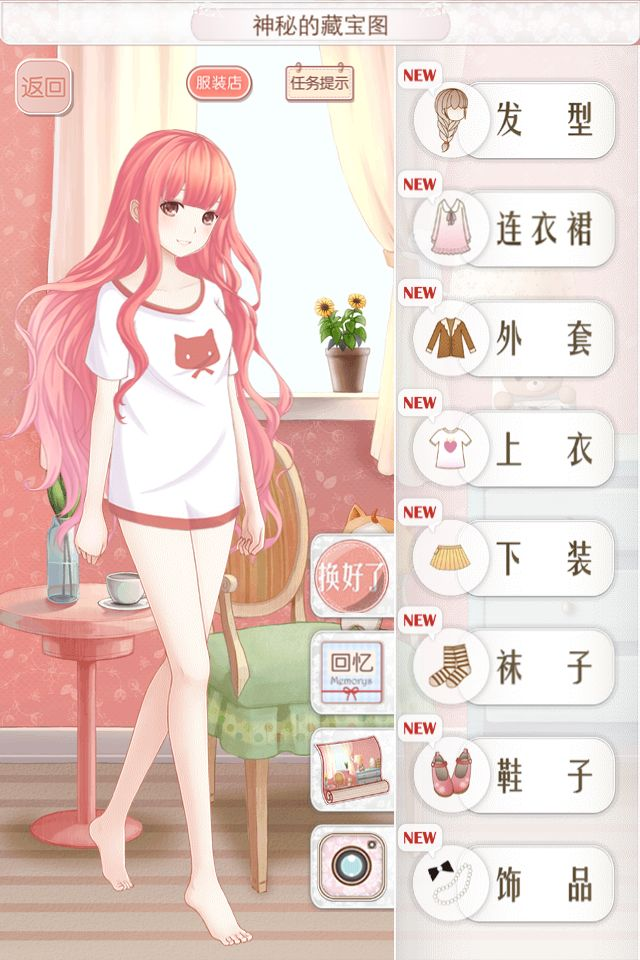 神秘的藏宝图
返回
服装店
任务提示
NEW
发型
NEW
连衣裙
NEW
外套
NEW
上衣
NEW
下装
NEW
袜子
NEW
鞋子
NEW
饰品
换好了
回忆
Memorys